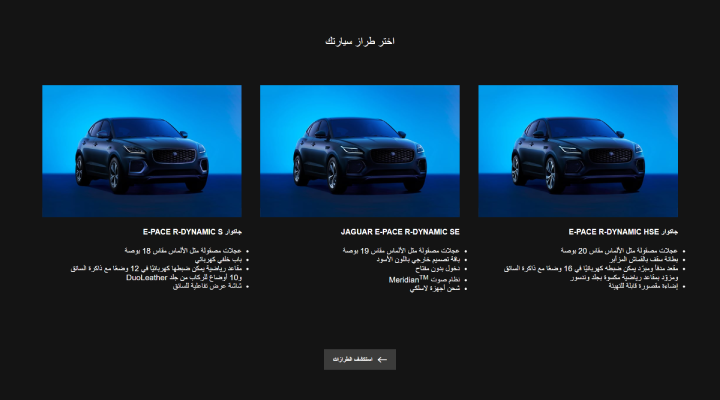 اختر طراز سيارتك
جاكوار E-PACE R-DYNAMIC HSE
عجلات مصقولة مثل الألماس مقاس 20 بوصة
بطانة سقف بالقماش المزأبر
مقعد مدفأ ومبرّد يمكن ضبطه كهربائيًا في 16 وضعًا مع ذاكرة السائق
ومزوّد بمقاعد رياضية مكسوة بجلد وندسور
إضاءة مقصورة قابلة للتهيئة
JAGUAR E-PACE R-DYNAMIC SE
عجلات مصقولة مثل الألماس مقاس 19 بوصة
باقة تصميم خارجي باللون الأسود
دخول بدون مفتاح
نظام صوت Meridian™
شحن أجهزة لاسلكي
جاكوار E-PACE R-DYNAMIC S
عجلات مصقولة مثل الألماس مقاس 18 بوصة
باب خلفي كهربائي
مقاعد رياضية يمكن ضبطها كهربائيًا في 12 وضعًا مع ذاكرة السائق
و10 أوضاع للركاب من جلد DuoLeather
شاشة عرض تفاعلية للسائق
استكشف الطرازات